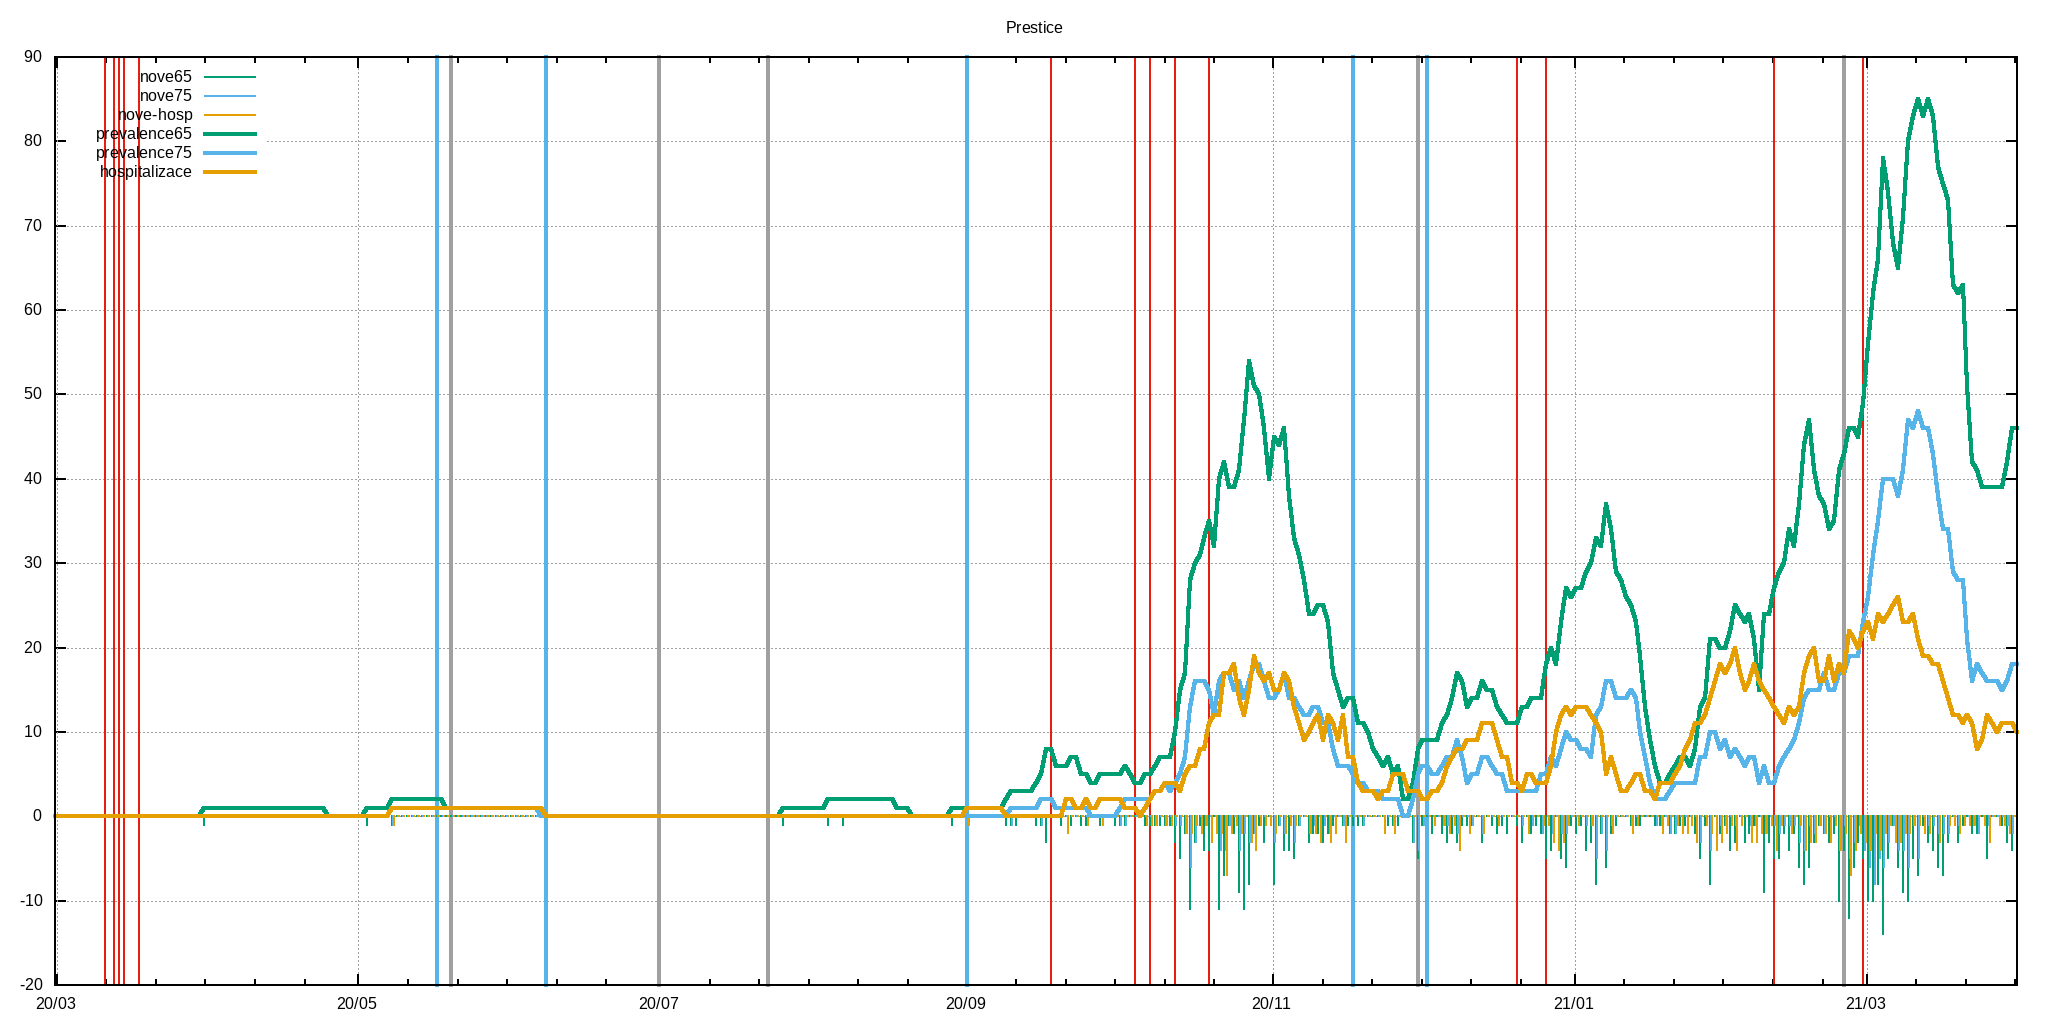 Prestice
90
80
70
60
50
40
30
20
10
0
-10
-20
nove65
nove75
nove-hosp
prevalence65
prevalence75
hospitalizace
20/03 20/05 20/07 20/09 20/11 21/01 21/03